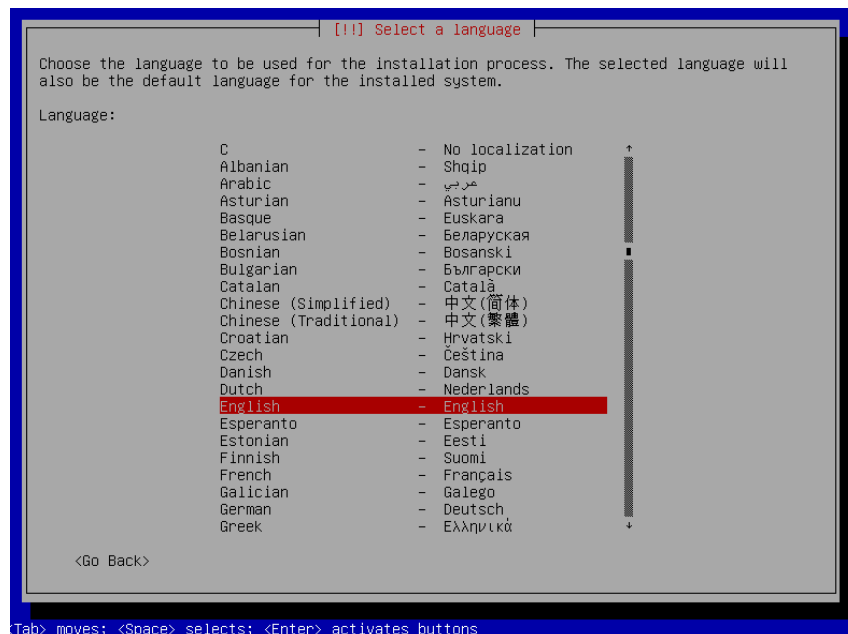 [!!] Select a language
Choose the language to be used for the installation process. The selected language will
also be the default language for the installed system.
Language:
C - No localization
Albanian - Shqip
Arabic - عربي
Asturian - Asturianu
Basque - Euskara
Belarusian - Беларуская
Bosnian - Bosanski
Bulgarian - Български
Catalan - Català
Chinese (Simplified) - 中文(简体)
Chinese (Traditional) - 中文(繁體)
Croatian - Hrvatski
Czech - Čeština
Danish - Dansk
Dutch - Nederlands
English - English
Esperanto - Esperanto
Estonian - Eesti
Finnish - Suomi
French - Français
Galician - Galego
German - Deutsch
Greek - Ελληνικά
<Go Back>
<Tab> moves; <Space> selects; <Enter> activates buttons